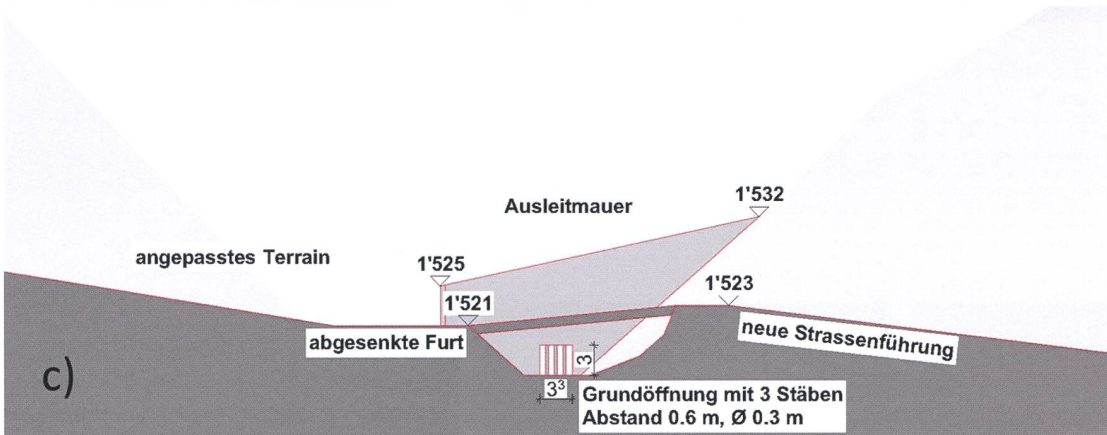 1'532
Ausleitmauer
angepasstes Terrain
1'525
1'523
1'521
abgesenkte Furt
neue Strassenführung
c)
3
3³
Grundöffnung mit 3 Stäben
Abstand 0.6 m, Ø 0.3 m